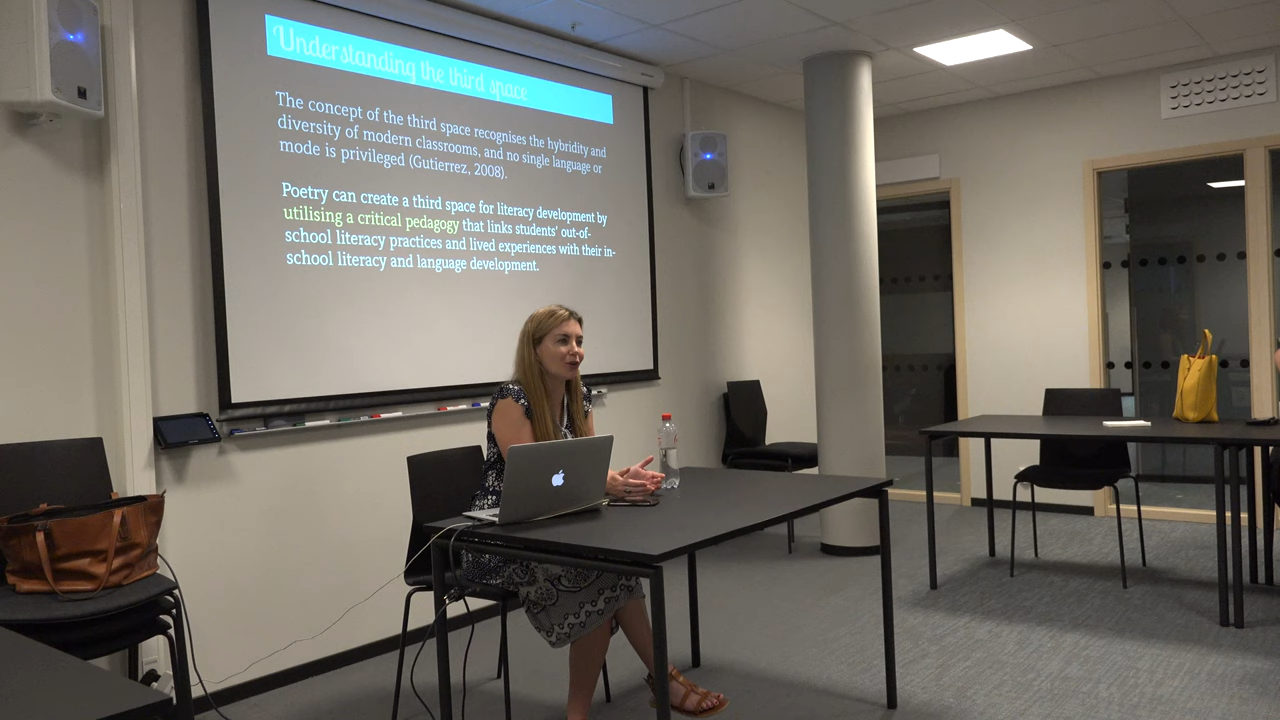 Understanding the third space
The concept of the third space recognises the hybridity and
diversity of modern classrooms, and no single language or
mode is privileged (Gutierrez, 2008).
Poetry can create a third space for literacy development by
utilising a critical pedagogy that links students' out-of-
school literacy practices and lived experiences with their in-
school literacy and language development.